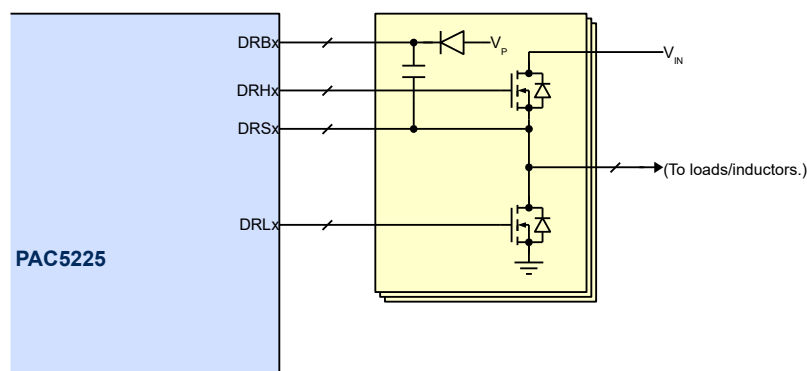 DRBx
V_P
V_IN
DRHx
DRSx
(To loads/inductors.)
DRLx
PAC5225